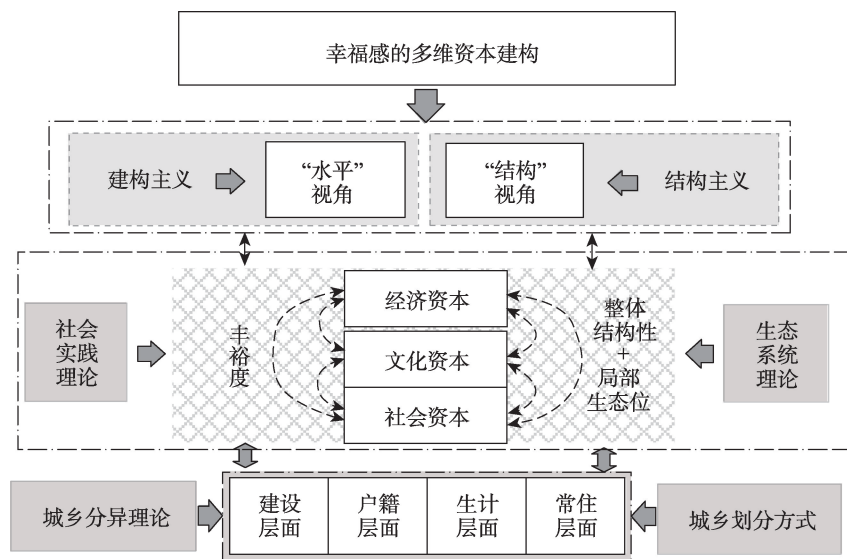 幸福感的多维资本建构
建构主义
“水平”
视角
“结构”
视角
结构主义
社会
实践
理论
丰
裕
度
经济资本
文化资本
社会资本
整体
结构性
+
局部
生态位
生态
系统
理论
城乡分异理论
建设
层面
户籍
层面
生计
层面
常住
层面
城乡划分方式